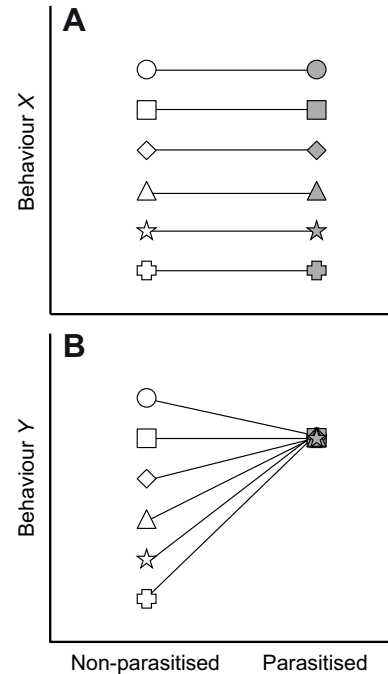 A
Behaviour X
B
Behaviour Y
Non-parasitised Parasitised